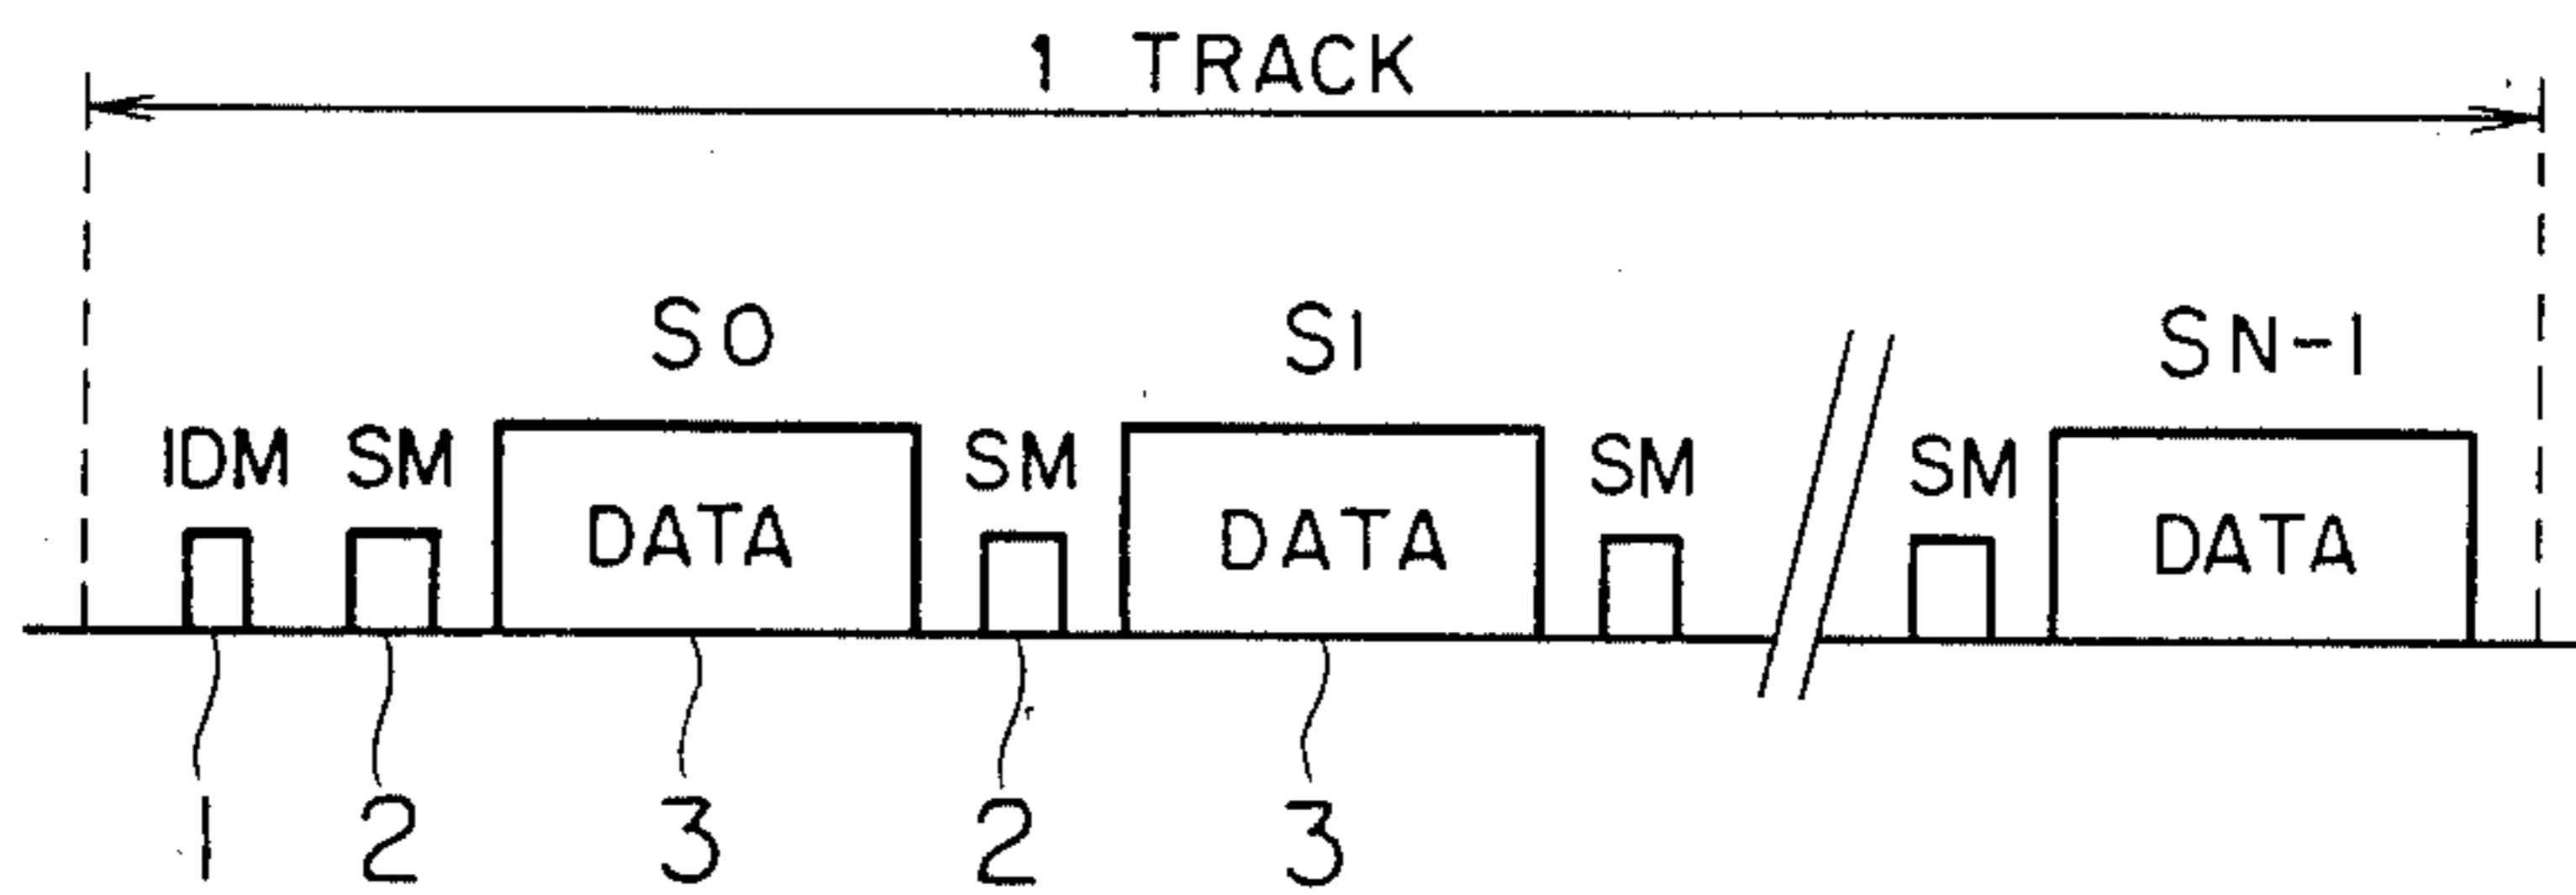 1 TRACK
S0 S1 SN-1
IDM SM SM SM SM
DATA DATA DATA
1 2 3 2 3